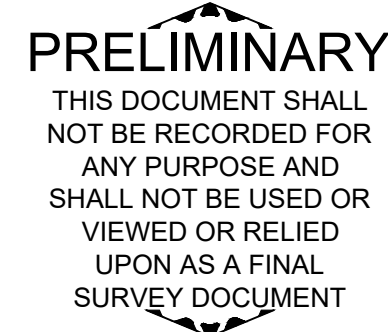 PRELIMINARY
THIS DOCUMENT SHALL
NOT BE RECORDED FOR
ANY PURPOSE AND
SHALL NOT BE USED OR
VIEWED OR RELIED
UPON AS A FINAL
SURVEY DOCUMENT